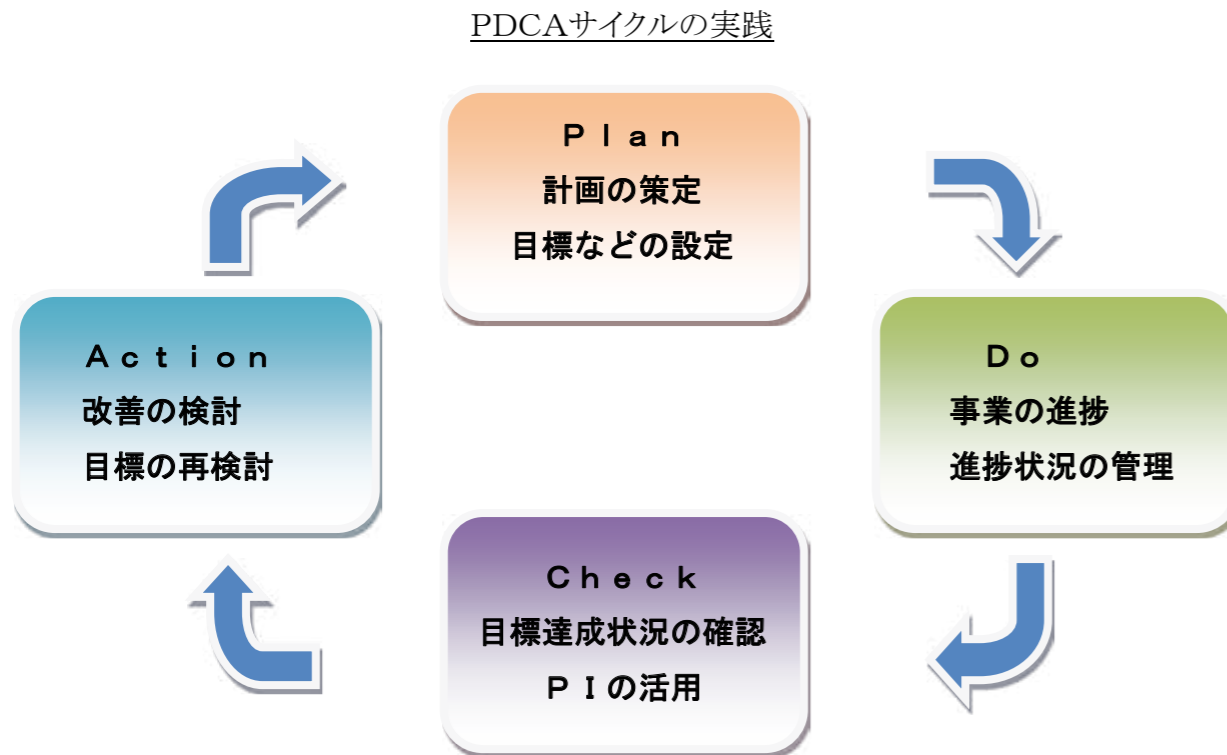 PDCAサイクルの実践
Ｐｌａｎ
計画の策定
目標などの設定
Ａｃｔｉｏｎ
改善の検討
目標の再検討
Ｄｏ
事業の進捗
進捗状況の管理
Ｃｈｅｃｋ
目標達成状況の確認
ＰＩの活用